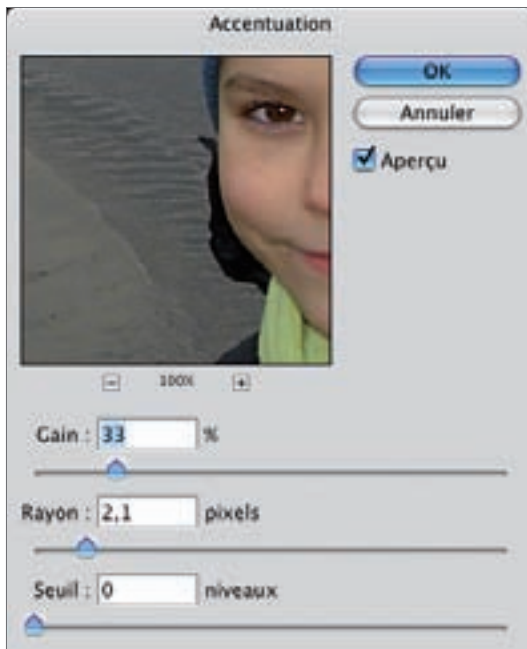 Accentuation
OK
Annuler
Aperçu
100%
Gain : 33 %
Rayon : 2,1 pixels
Seuil : 0 niveaux